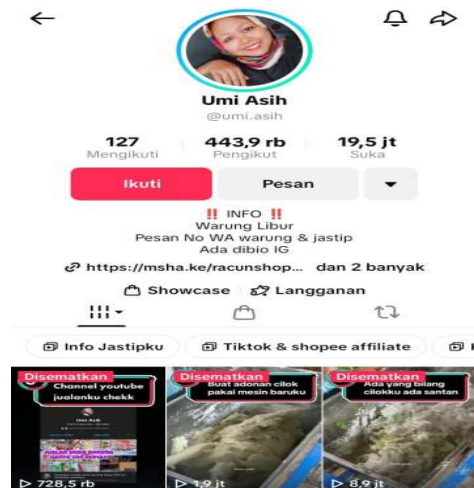 Umi Asih
@umi.asih
127 443,9 rb 19,5 jt
Mengikuti Pengikut Suka
Ikuti Pesan
‼️ INFO ‼️
Warung Libur
Pesan No WA warung & jastip
Ada dibio IG
https://msha.ke/racunshop... dan 2 banyak
Showcase Langganan
Info Jastipku Tiktok & shopee affiliate
Disematkan Disematkan Disematkan
Channel youtube
jualanku chekk
Umi Asih
Buat adonan cilok
pakai mesin baruku
Ada yang bilang
cilokku ada santan
728,5 rb 1,9 jt 8,9 jt